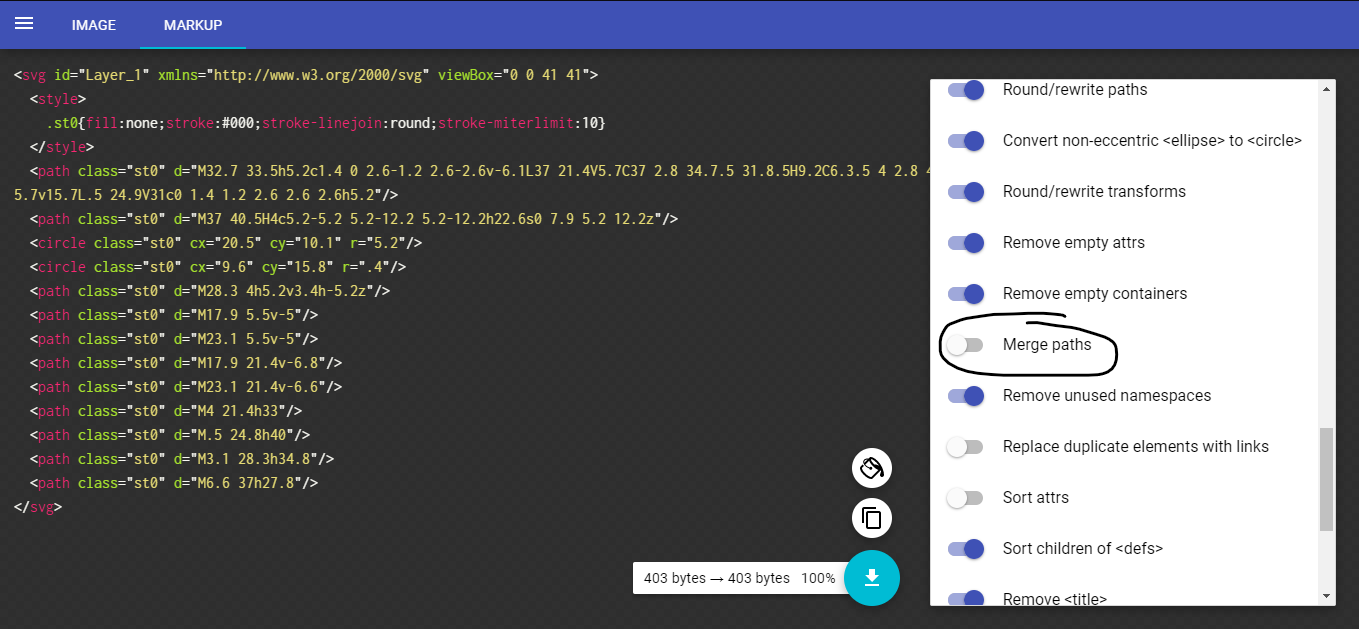 IMAGE MARKUP
<svg id="Layer_1" xmlns="http://www.w3.org/2000/svg" viewBox="0 0 41 41">
<style>
.st0{fill:none;stroke:#000;stroke-linejoin:round;stroke-miterlimit:10}
</style>
<path class="st0" d="M32.7 33.5h5.2c1.4 0 2.6-1.2 2.6-2.6v-6.1L37 21.4V5.7C37 2.8 34.7.5 31.8.5H9.2C6.3.5 4 2.8 4
5.7v15.7L.5 24.9V31c0 1.4 1.2 2.6 2.6 2.6h5.2"/>
<path class="st0" d="M37 40.5H4c5.2-5.2 5.2-12.2 5.2-12.2h22.6s0 7.9 5.2 12.2z"/>
<circle class="st0" cx="20.5" cy="10.1" r="5.2"/>
<circle class="st0" cx="9.6" cy="15.8" r=".4"/>
<path class="st0" d="M28.3 4h5.2v3.4h-5.2z"/>
<path class="st0" d="M17.9 5.5v-5"/>
<path class="st0" d="M23.1 5.5v-5"/>
<path class="st0" d="M17.9 21.4v-6.8"/>
<path class="st0" d="M23.1 21.4v-6.6"/>
<path class="st0" d="M4 21.4h33"/>
<path class="st0" d="M.5 24.8h40"/>
<path class="st0" d="M3.1 28.3h34.8"/>
<path class="st0" d="M6.6 37h27.8"/>
</svg>
403 bytes → 403 bytes 100%
Round/rewrite paths
Convert non-eccentric <ellipse> to <circle>
Round/rewrite transforms
Remove empty attrs
Remove empty containers
Merge paths
Remove unused namespaces
Replace duplicate elements with links
Sort attrs
Sort children of <defs>
Remove <title>